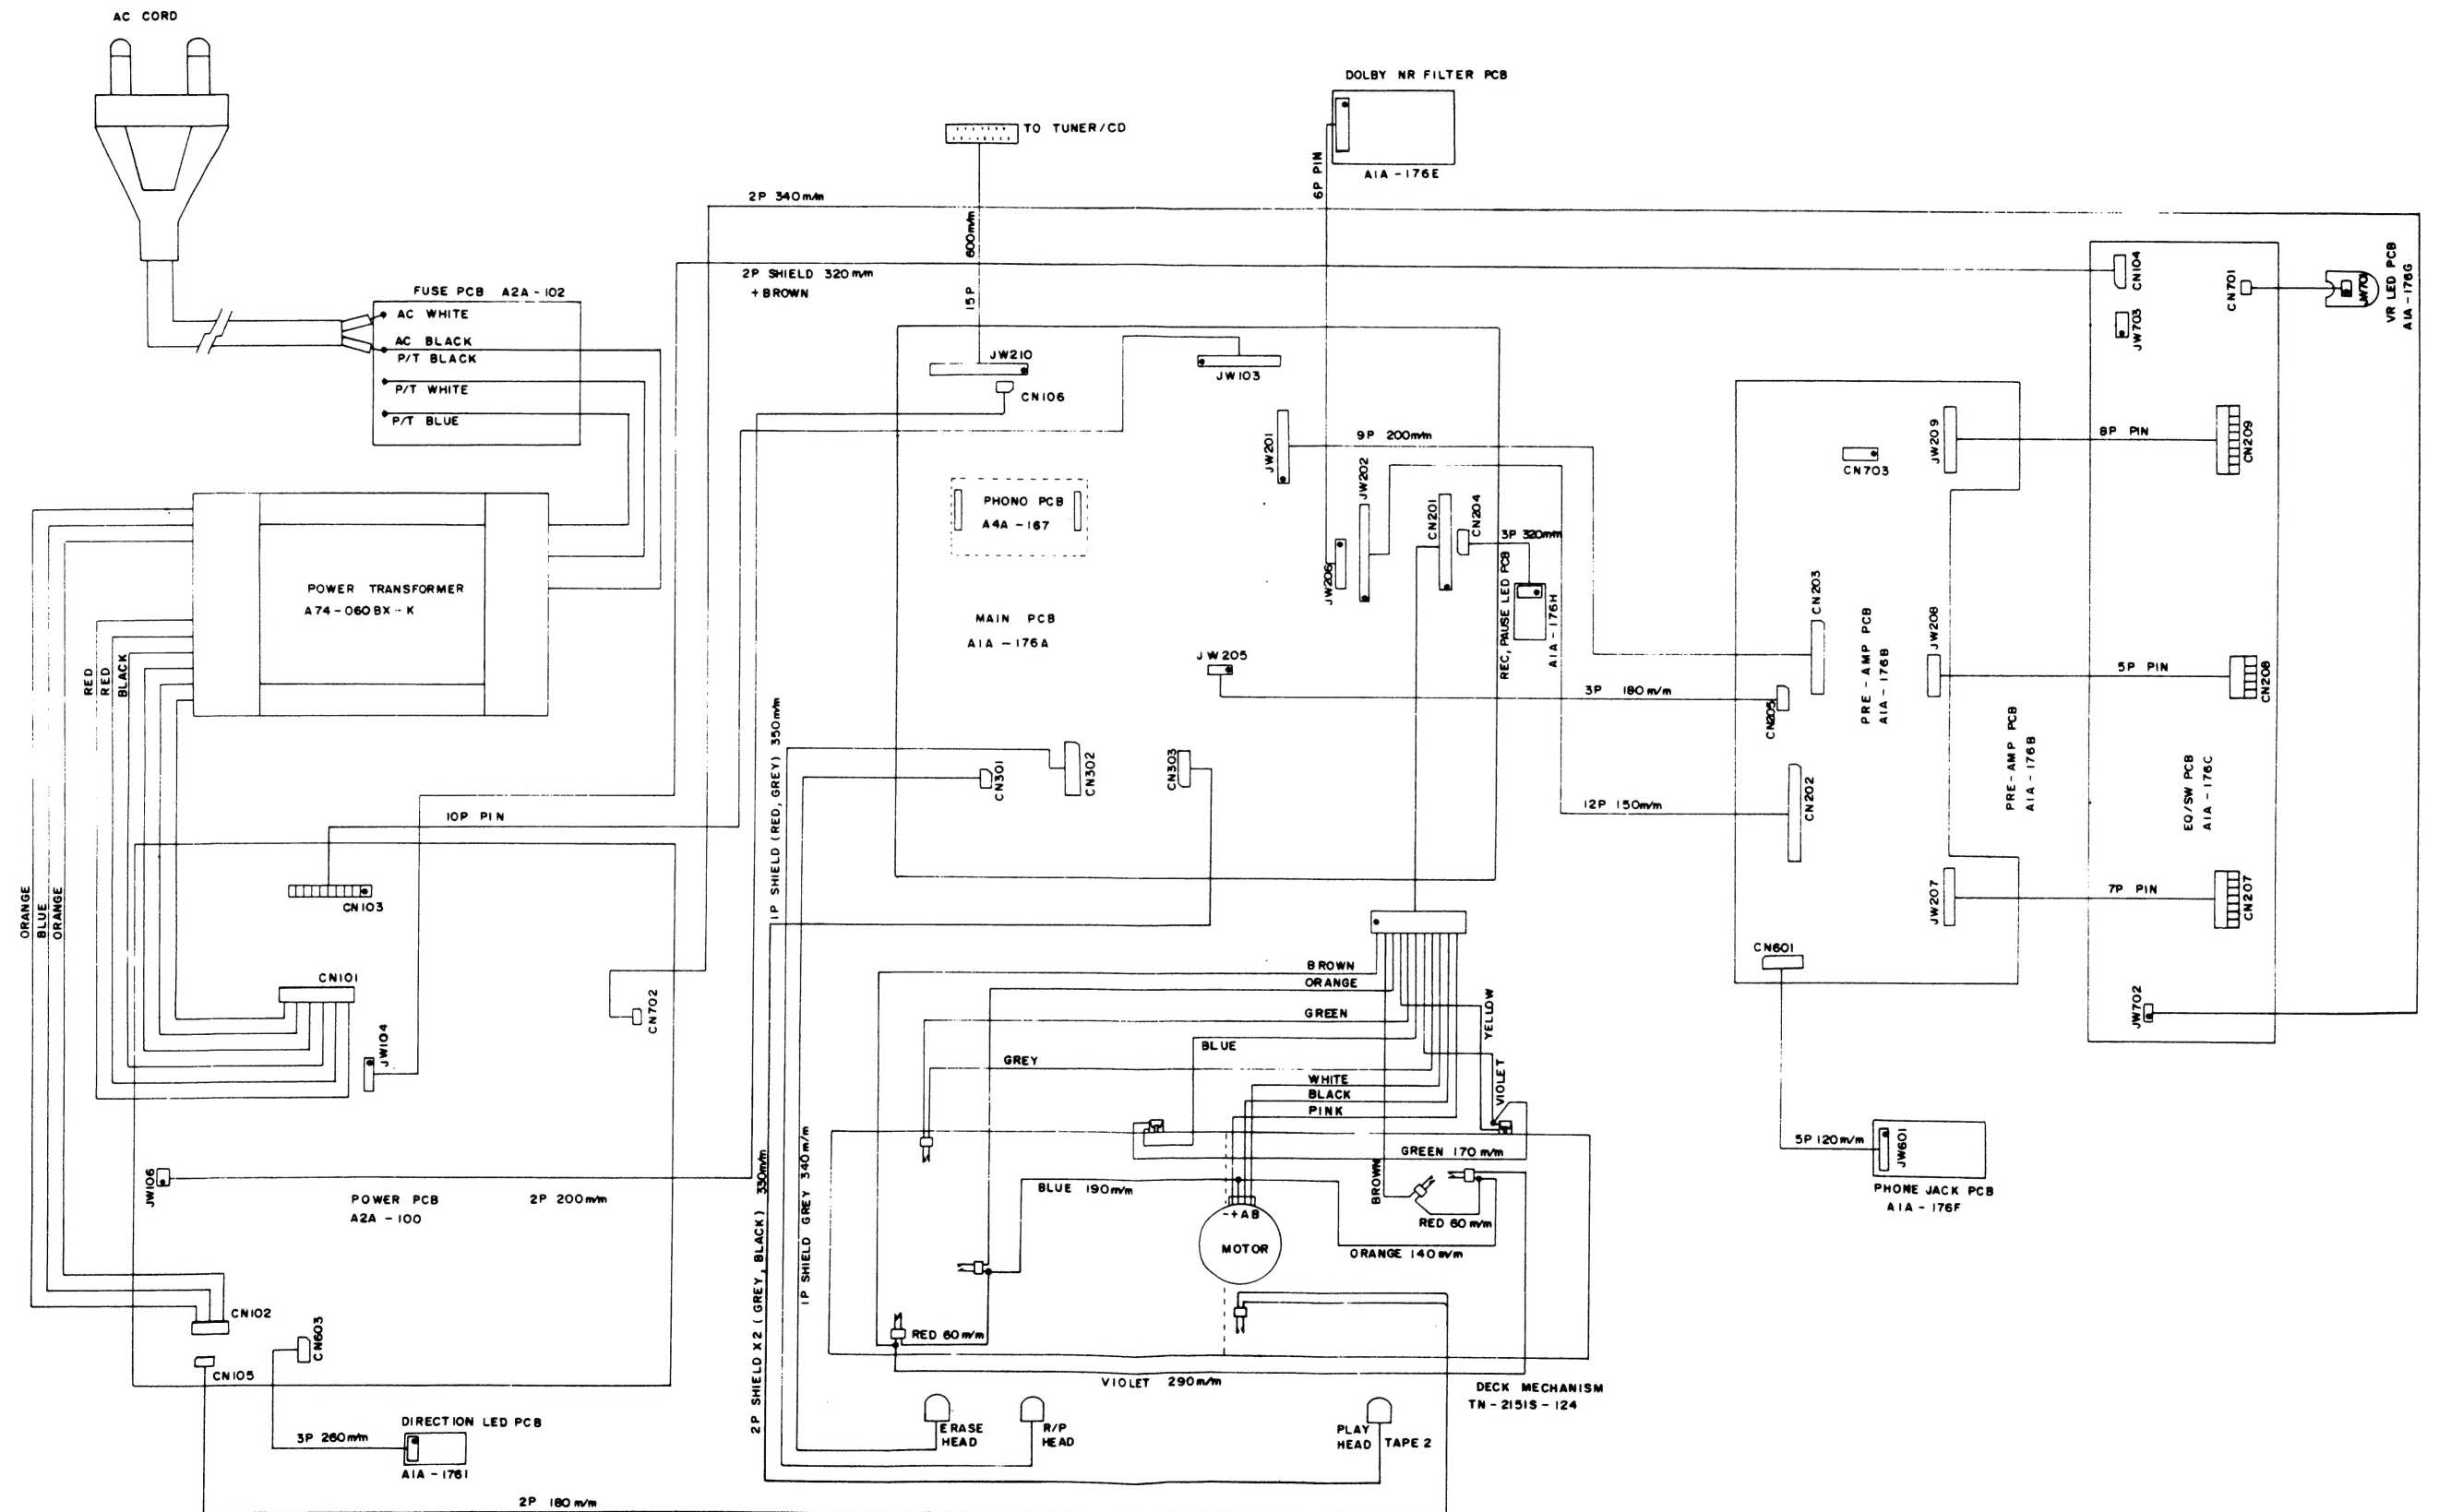 AC CORD
DOLBY NR FILTER PCB
A1A - 176E
6P PIN
TO TUNER/CD
600m/m
15P
2P 340m/m
2P SHIELD 320m/m
+ BROWN
FUSE PCB A2A - 102
AC WHITE
AC BLACK
P/T BLACK
P/T WHITE
P/T BLUE
CN104
CN701
JW701
VR LED PCB
A1A - 176G
JW703
JW210
CN106
JW103
JW201
9P 200m/m
JW202
CN201
CN204
3P 320m/m
JW206
REC, PAUSE LED PCB
A1A - 176H
PHONO PCB
A4A - 167
MAIN PCB
A1A - 176A
JW205
3P 180m/m
CN301
CN302
CN303
12P 150m/m
CN703
JW209
8P PIN
CN209
CN203
PRE - AMP PCB
A1A - 176B
JW208
5P PIN
CN208
CN205
PRE - AMP PCB
A1A - 176B
EQ/SW PCB
A1A - 176C
CN202
JW207
7P PIN
CN207
CN601
JW702
5P 120m/m
JW601
PHONE JACK PCB
A1A - 176F
POWER TRANSFORMER
A74 - 060BX - K
RED
RED
BLACK
ORANGE
BLUE
ORANGE
10P PIN
CN103
CN101
JW104
CN702
JW106
POWER PCB
A2A - 100
2P 200m/m
CN102
CN603
CN105
DIRECTION LED PCB
3P 260m/m
A1A - 176I
2P 180m/m
1P SHIELD (RED, GREY) 350m/m
2P SHIELD X2 (GREY, BLACK) 330m/m
1P SHIELD GREY 340m/m
BROWN
ORANGE
GREEN
BLUE
GREY
WHITE
BLACK
PINK
YELLOW
VIOLET
GREEN 170m/m
BLUE 190m/m
BROWN
RED 60m/m
ORANGE 140m/m
- + A B
MOTOR
RED 60m/m
VIOLET 290m/m
DECK MECHANISM
TN - 2151S - 124
ERASE
HEAD
R/P
HEAD
PLAY
HEAD TAPE 2